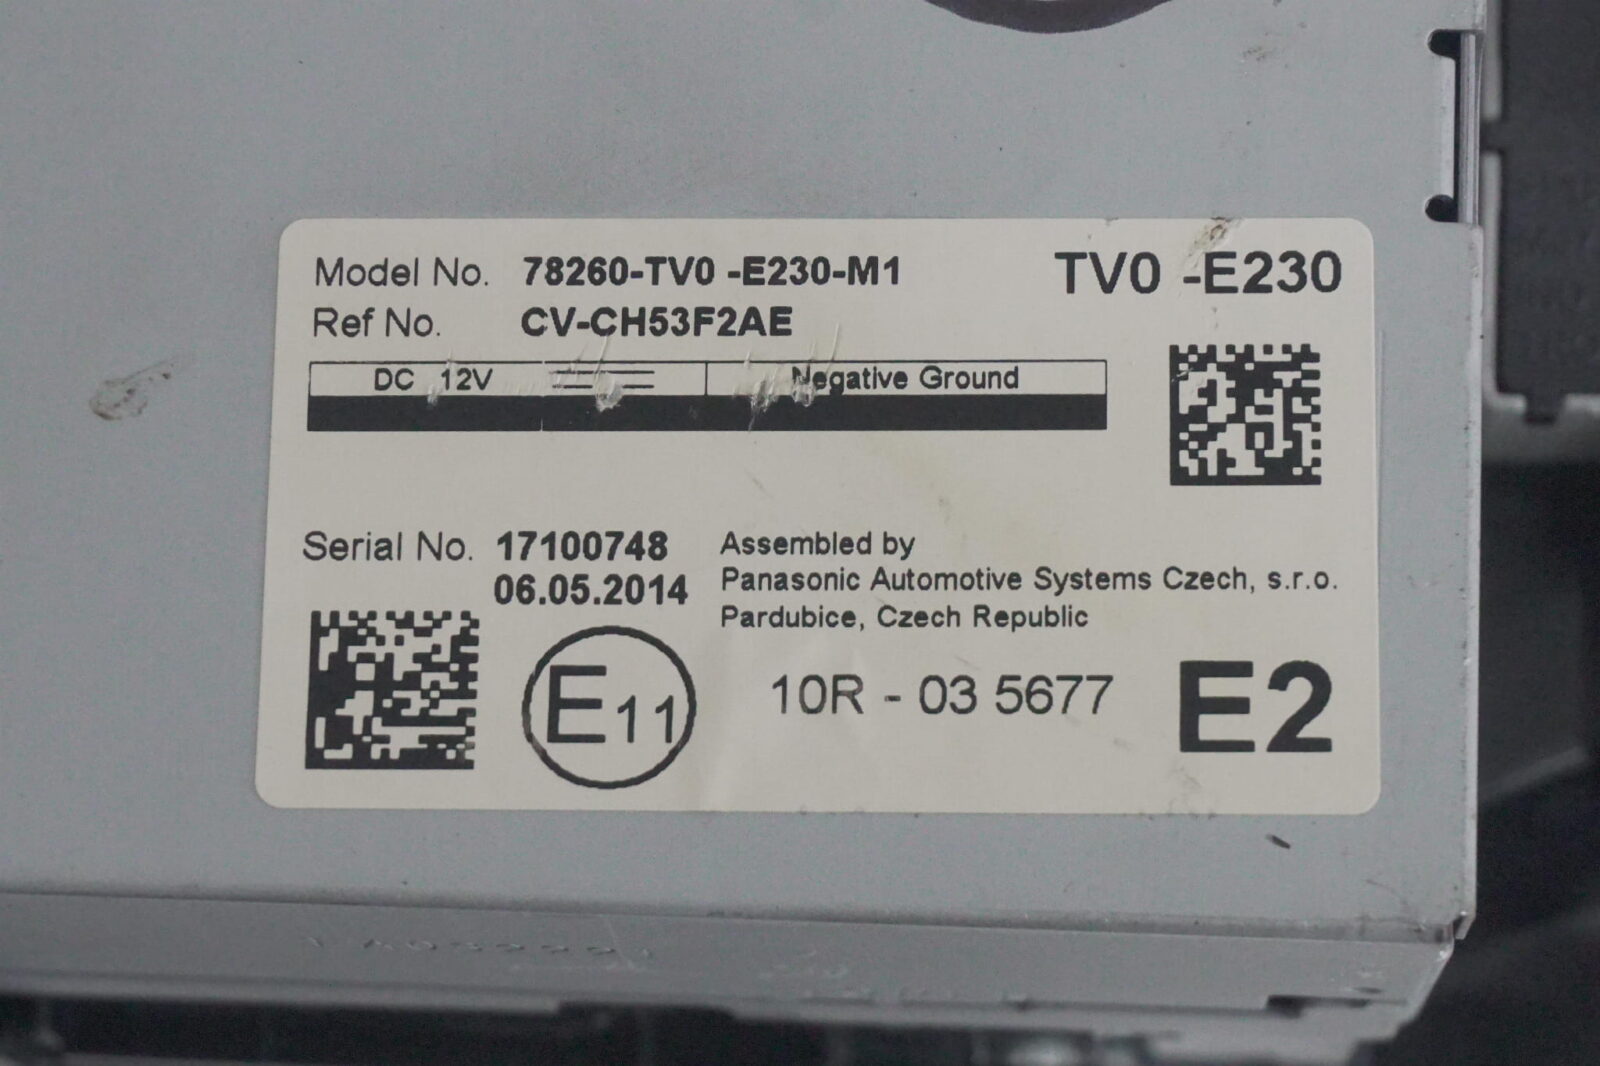 Model No. 78260-TV0 -E230-M1
TV0 -E230
Ref No. CV-CH53F2AE
DC 12V
Negative Ground
Serial No. 17100748
06.05.2014
Assembled by
Panasonic Automotive Systems Czech, s.r.o.
Pardubice, Czech Republic
E11
10R - 03 5677
E2